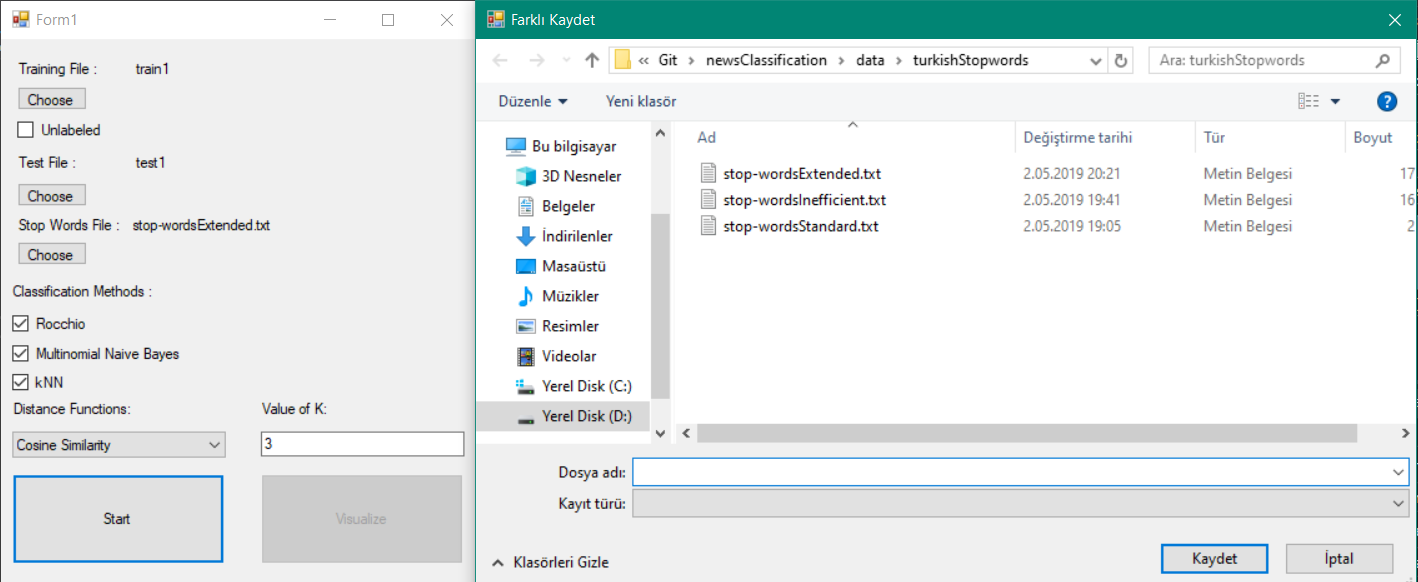 Form1
Training File : train1
Choose
Unlabeled
Test File : test1
Choose
Stop Words File : stop-wordsExtended.txt
Choose
Classification Methods :
Rocchio
Multinomial Naive Bayes
kNN
Distance Functions: Value of K:
Cosine Similarity 3
Start Visualize
Farklı Kaydet
« Git › newsClassification › data › turkishStopwords Ara: turkishStopwords
Düzenle Yeni klasör ?
Bu bilgisayar
3D Nesneler
Belgeler
İndirilenler
Masaüstü
Müzikler
Resimler
Videolar
Yerel Disk (C:)
Yerel Disk (D:)
Ad Değiştirme tarihi Tür Boyut
stop-wordsExtended.txt 2.05.2019 20:21 Metin Belgesi 17
stop-wordsInefficient.txt 2.05.2019 19:41 Metin Belgesi 16
stop-wordsStandard.txt 2.05.2019 19:05 Metin Belgesi 2
Dosya adı:
Kayıt türü:
Klasörleri Gizle Kaydet İptal